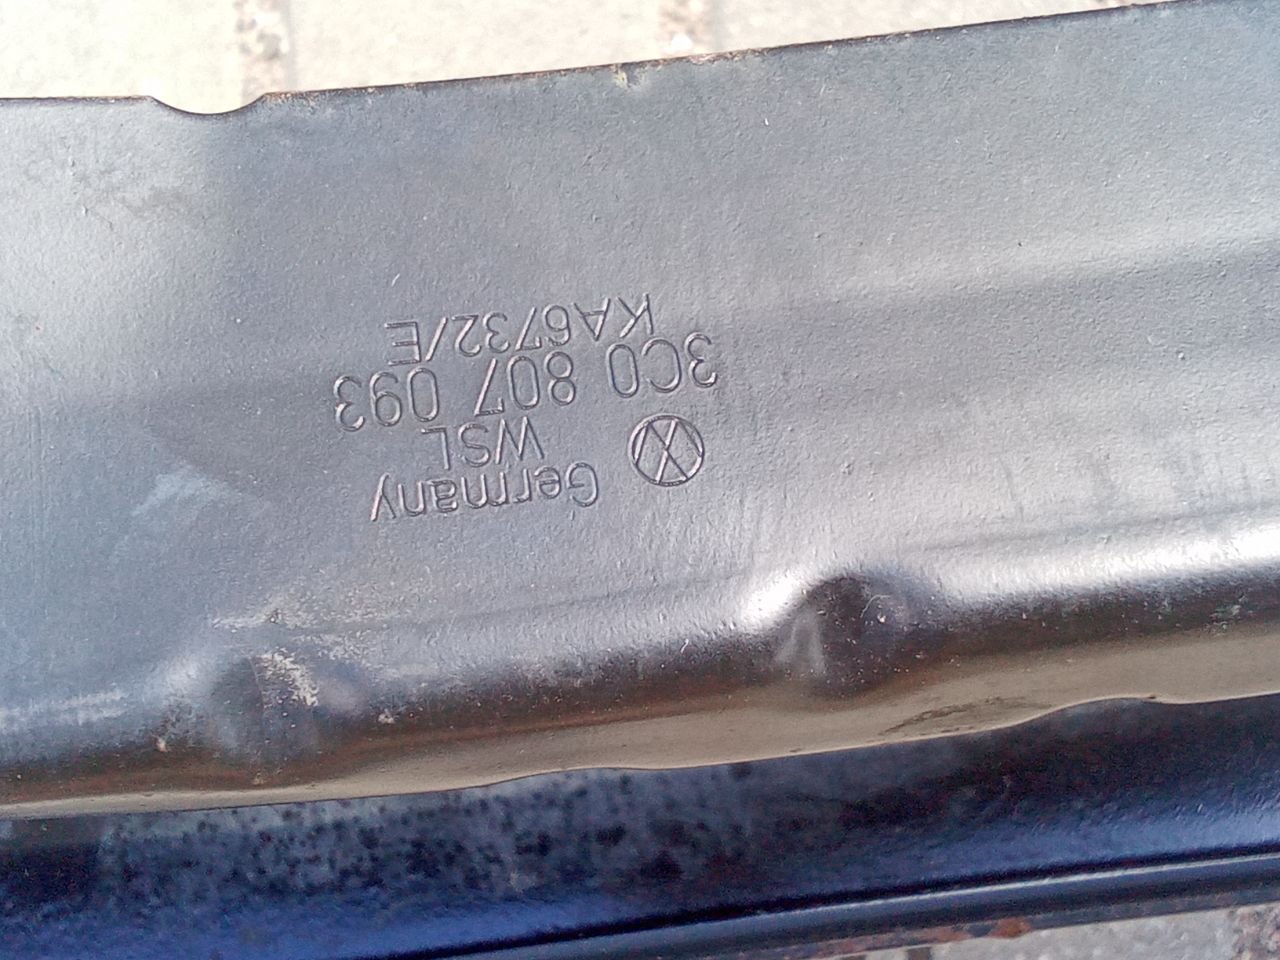 Germany
WSL
3C0 807 093
KA6732/E